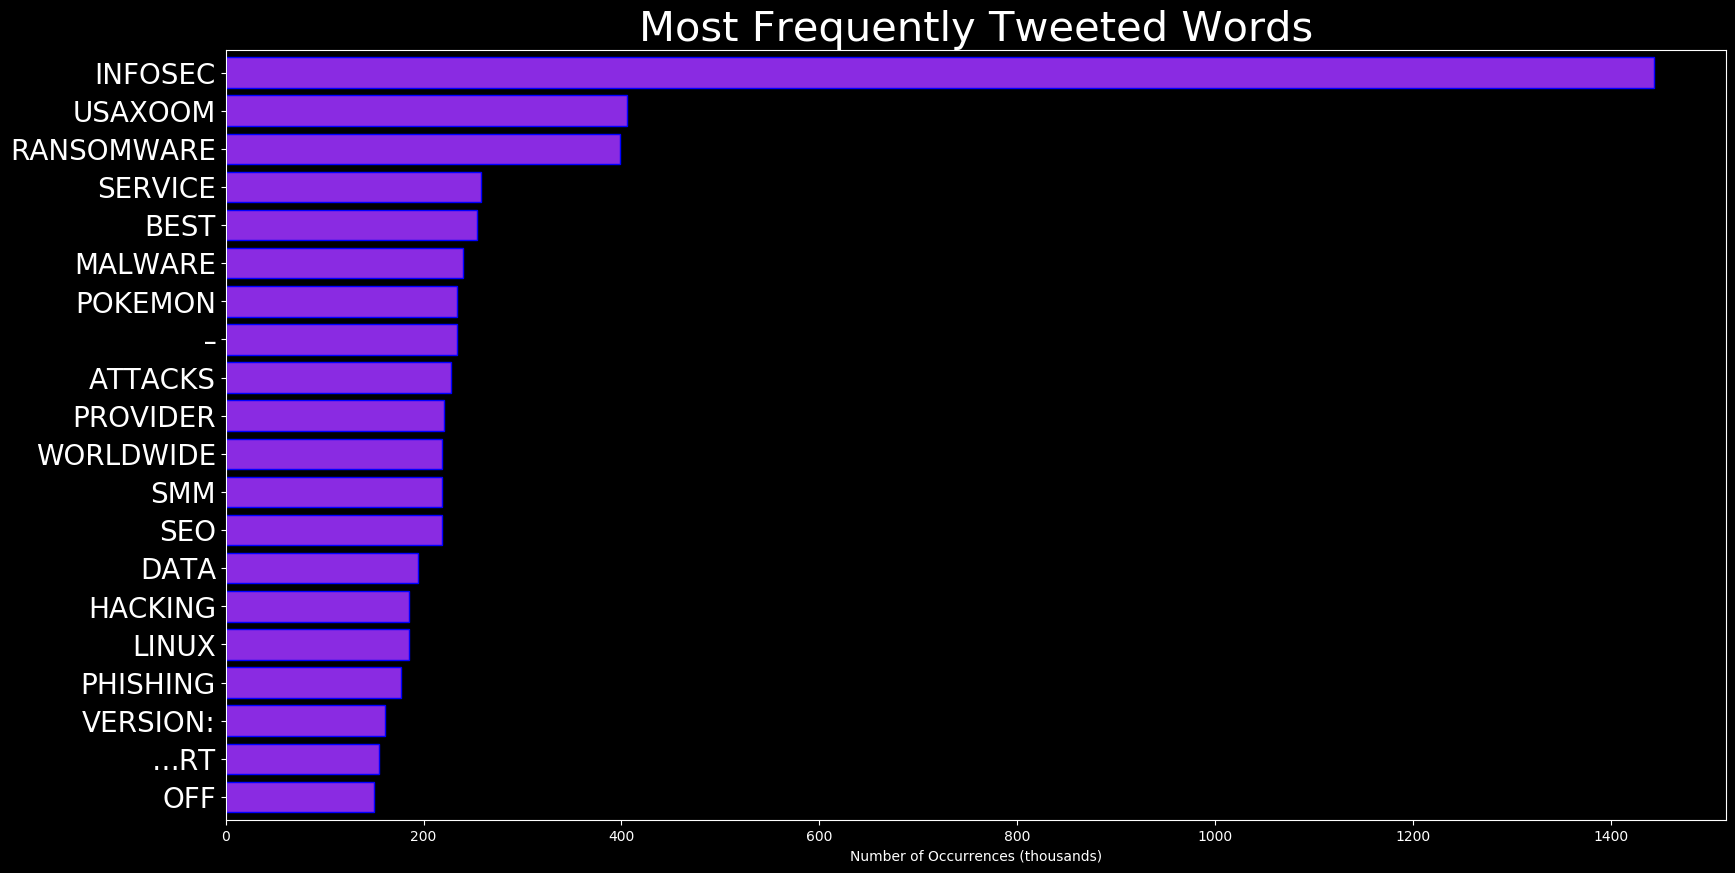 Most Frequently Tweeted Words
INFOSEC
USAXOOM
RANSOMWARE
SERVICE
BEST
MALWARE
POKEMON
–
ATTACKS
PROVIDER
WORLDWIDE
SMM
SEO
DATA
HACKING
LINUX
PHISHING
VERSION:
…RT
OFF
0 200 400 600 800 1000 1200 1400
Number of Occurrences (thousands)